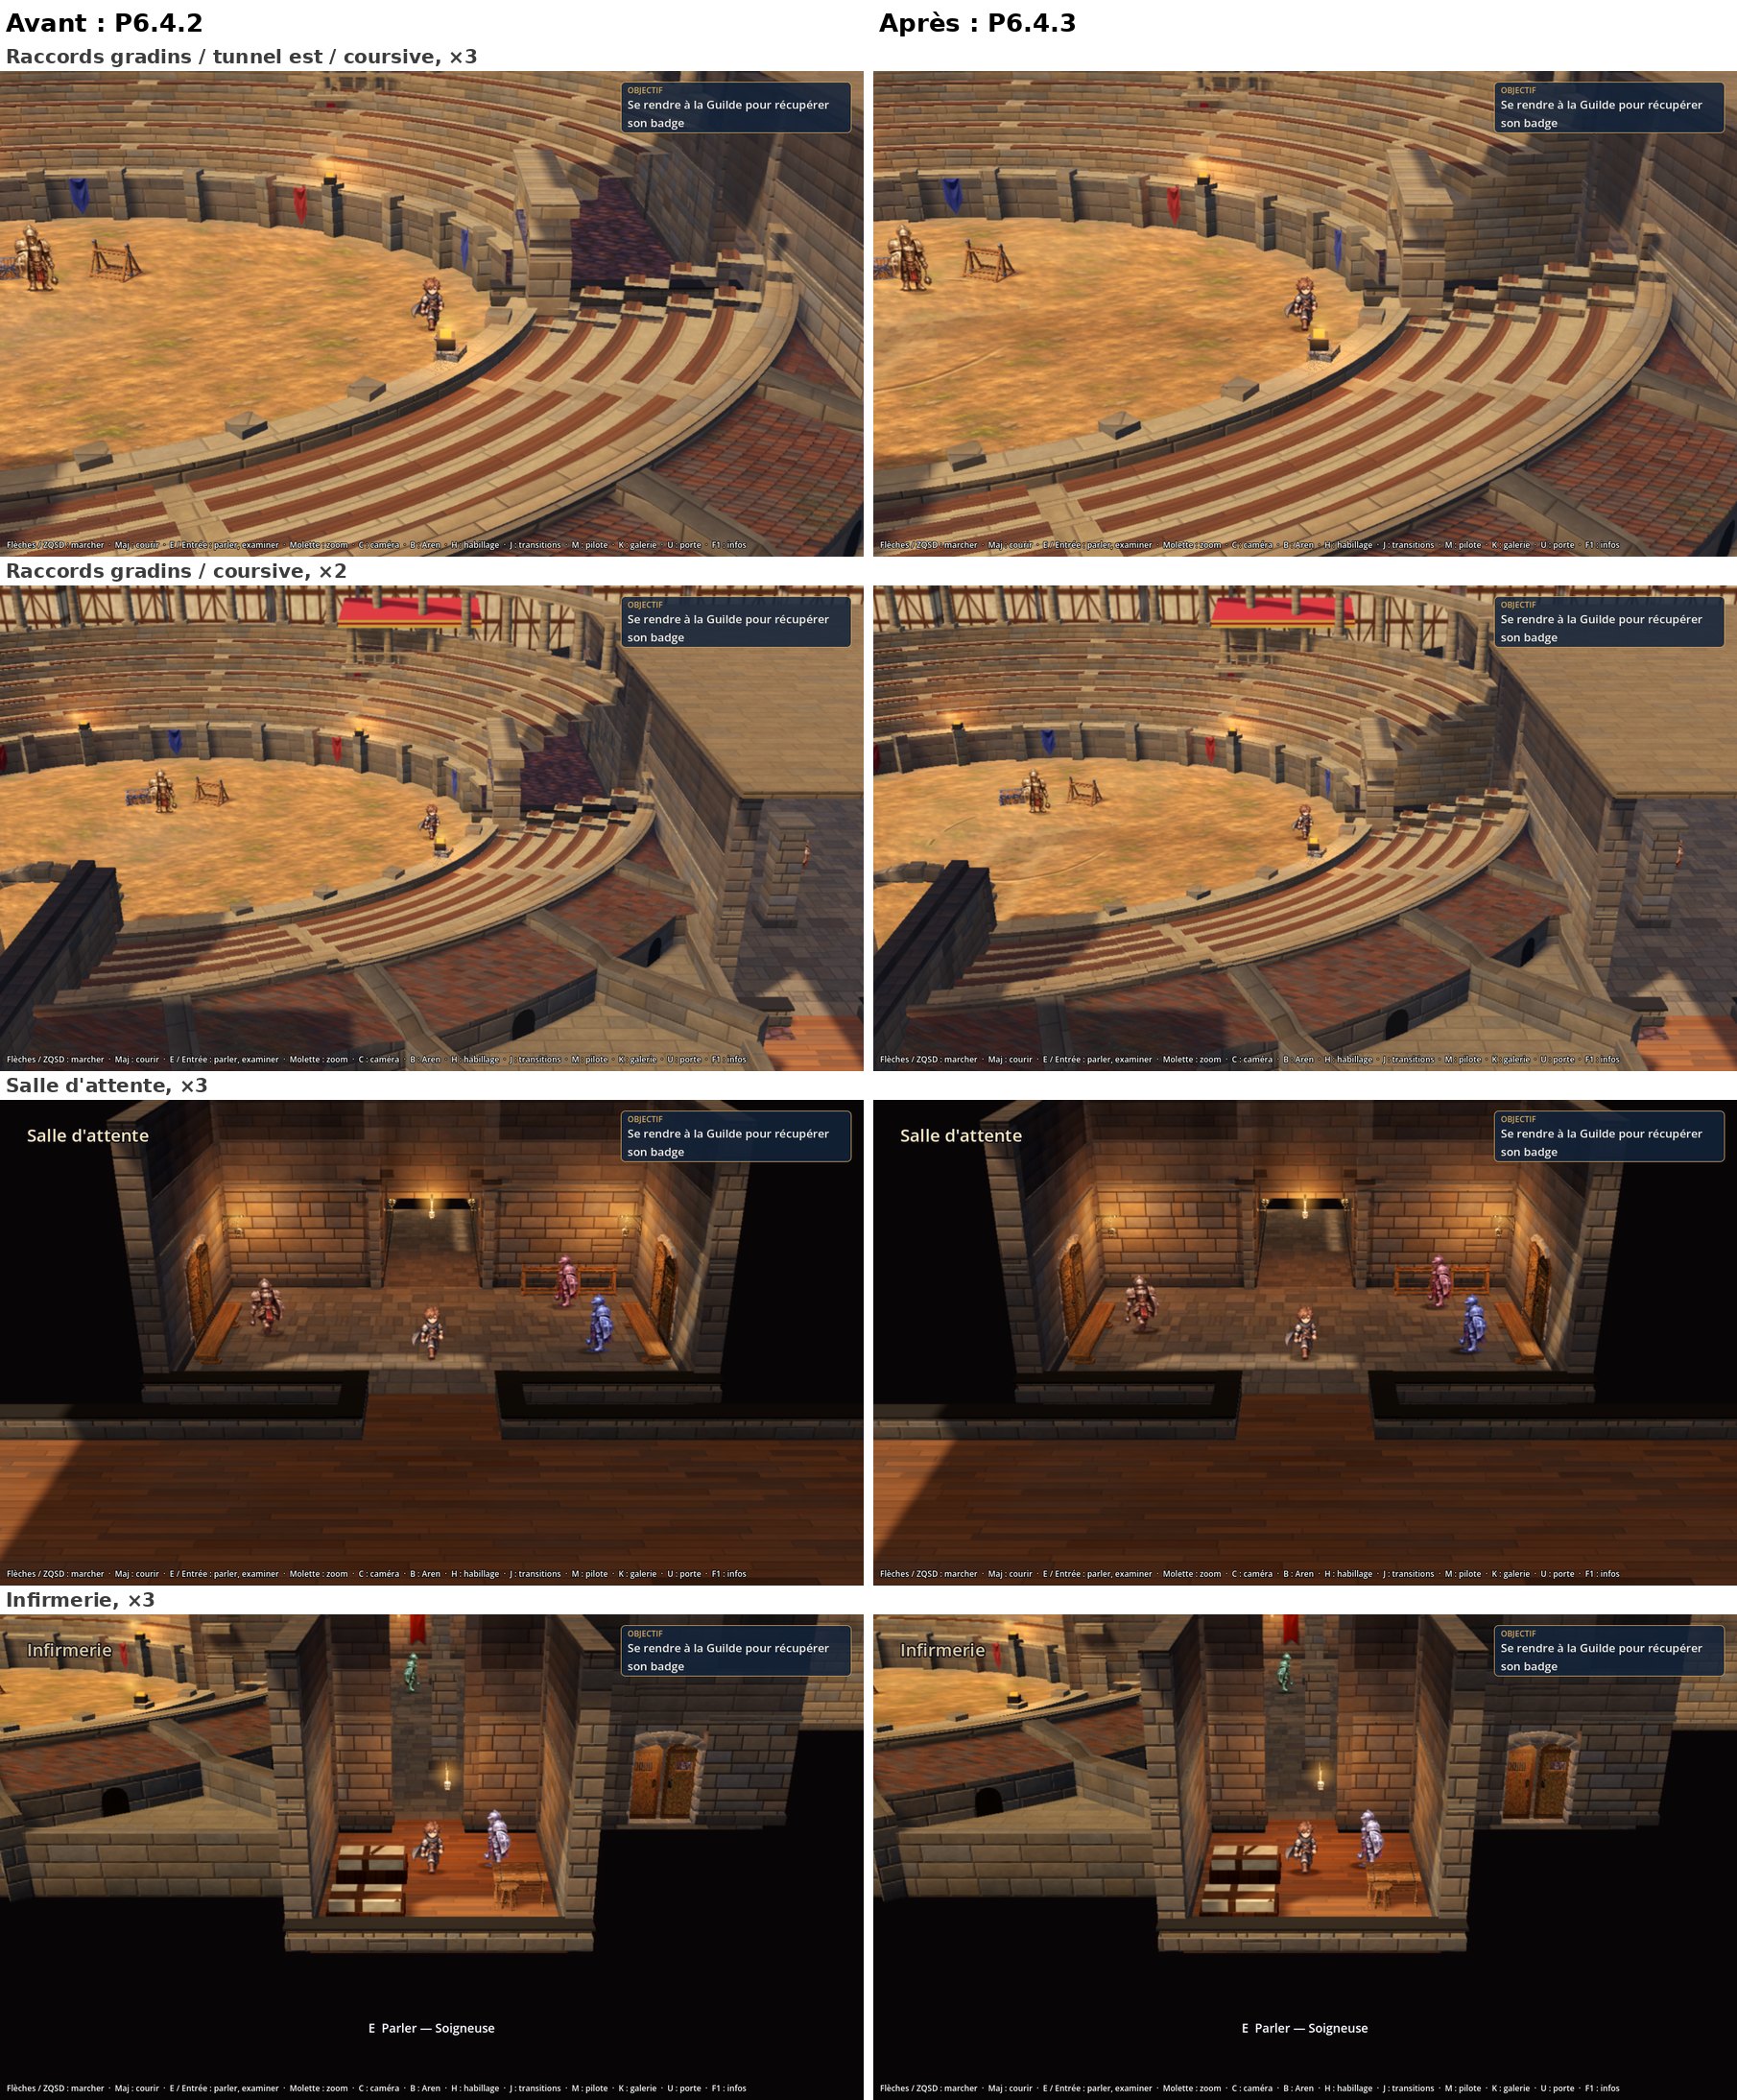 Avant : P6.4.2
Après : P6.4.3
Raccords gradins / tunnel est / coursive, ×3
OBJECTIF
Se rendre à la Guilde pour récupérer
son badge
OBJECTIF
Se rendre à la Guilde pour récupérer
son badge
Flèches / ZQSD : marcher · Maj : courir · E / Entrée : parler, examiner · Molette : zoom · C : caméra · B : Aren · H : habillage · J : transitions · M : pilote · K : galerie · U : porte · F1 : infos
Flèches / ZQSD : marcher · Maj : courir · E / Entrée : parler, examiner · Molette : zoom · C : caméra · B : Aren · H : habillage · J : transitions · M : pilote · K : galerie · U : porte · F1 : infos
Raccords gradins / coursive, ×2
OBJECTIF
Se rendre à la Guilde pour récupérer
son badge
OBJECTIF
Se rendre à la Guilde pour récupérer
son badge
Flèches / ZQSD : marcher · Maj : courir · E / Entrée : parler, examiner · Molette : zoom · C : caméra · B : Aren · H : habillage · J : transitions · M : pilote · K : galerie · U : porte · F1 : infos
Flèches / ZQSD : marcher · Maj : courir · E / Entrée : parler, examiner · Molette : zoom · C : caméra · B : Aren · H : habillage · J : transitions · M : pilote · K : galerie · U : porte · F1 : infos
Salle d'attente, ×3
Salle d'attente
OBJECTIF
Se rendre à la Guilde pour récupérer
son badge
Salle d'attente
OBJECTIF
Se rendre à la Guilde pour récupérer
son badge
Flèches / ZQSD : marcher · Maj : courir · E / Entrée : parler, examiner · Molette : zoom · C : caméra · B : Aren · H : habillage · J : transitions · M : pilote · K : galerie · U : porte · F1 : infos
Flèches / ZQSD : marcher · Maj : courir · E / Entrée : parler, examiner · Molette : zoom · C : caméra · B : Aren · H : habillage · J : transitions · M : pilote · K : galerie · U : porte · F1 : infos
Infirmerie, ×3
Infirmerie
OBJECTIF
Se rendre à la Guilde pour récupérer
son badge
Infirmerie
OBJECTIF
Se rendre à la Guilde pour récupérer
son badge
E Parler — Soigneuse
E Parler — Soigneuse
Flèches / ZQSD : marcher · Maj : courir · E / Entrée : parler, examiner · Molette : zoom · C : caméra · B : Aren · H : habillage · J : transitions · M : pilote · K : galerie · U : porte · F1 : infos
Flèches / ZQSD : marcher · Maj : courir · E / Entrée : parler, examiner · Molette : zoom · C : caméra · B : Aren · H : habillage · J : transitions · M : pilote · K : galerie · U : porte · F1 : infos